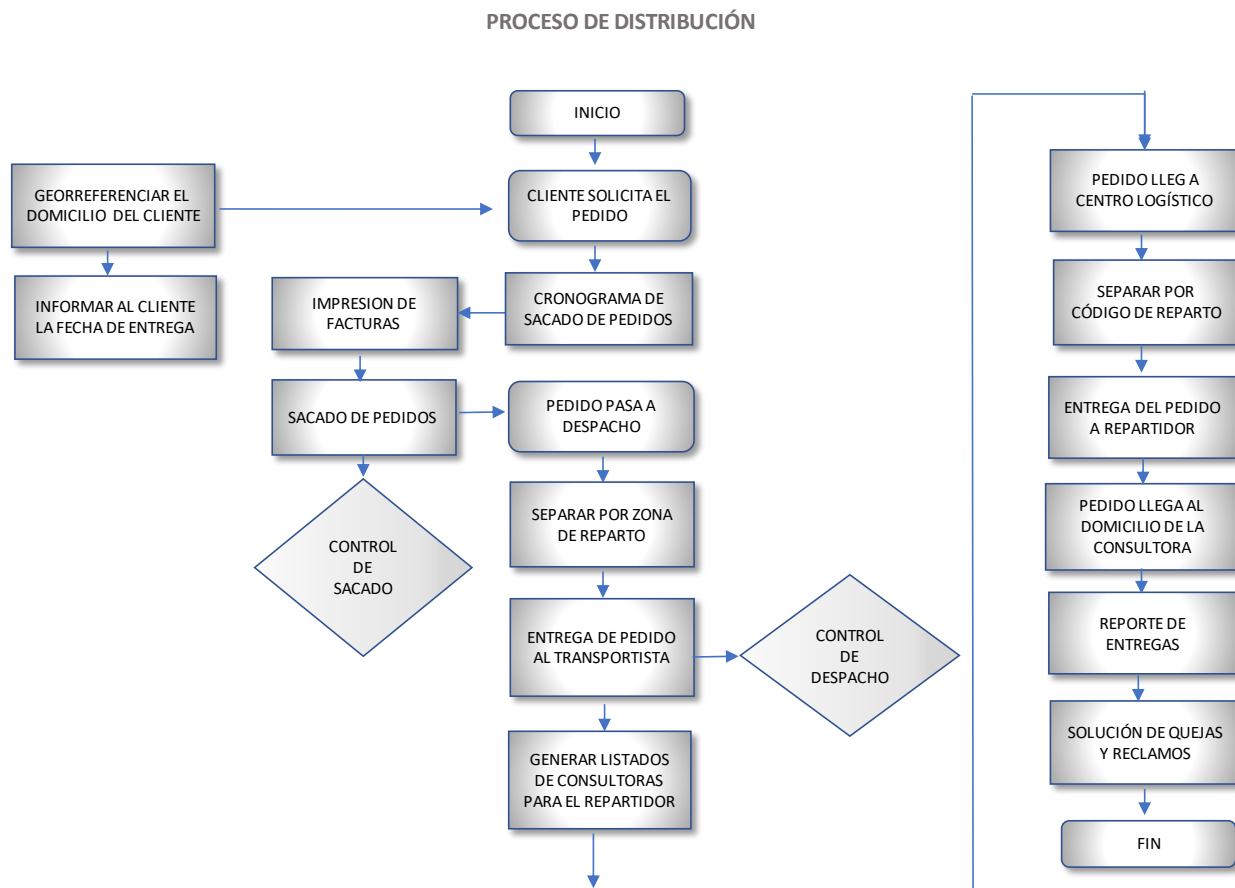 PROCESO DE DISTRIBUCIÓN
INICIO
GEORREFERENCIAR EL
DOMICILIO DEL CLIENTE
CLIENTE SOLICITA EL
PEDIDO
INFORMAR AL CLIENTE
LA FECHA DE ENTREGA
IMPRESION DE
FACTURAS
CRONOGRAMA DE
SACADO DE PEDIDOS
SACADO DE PEDIDOS
PEDIDO PASA A
DESPACHO
CONTROL
DE
SACADO
SEPARAR POR ZONA
DE REPARTO
ENTREGA DE PEDIDO
AL TRANSPORTISTA
CONTROL
DE
DESPACHO
GENERAR LISTADOS
DE CONSULTORAS
PARA EL REPARTIDOR
PEDIDO LLEG A
CENTRO LOGÍSTICO
SEPARAR POR
CÓDIGO DE REPARTO
ENTREGA DEL PEDIDO
A REPARTIDOR
PEDIDO LLEGA AL
DOMICILIO DE LA
CONSULTORA
REPORTE DE
ENTREGAS
SOLUCIÓN DE QUEJAS
Y RECLAMOS
FIN